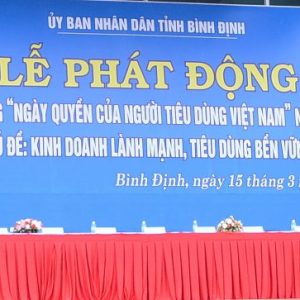 ỦY BAN NHÂN DÂN TỈNH BÌNH ĐỊNH
LỄ PHÁT ĐỘNG
G “NGÀY QUYỀN CỦA NGƯỜI TIÊU DÙNG VIỆT NAM” N
Ủ ĐỀ: KINH DOANH LÀNH MẠNH, TIÊU DÙNG BỀN VỮN
Bình Định, ngày 15 tháng 3